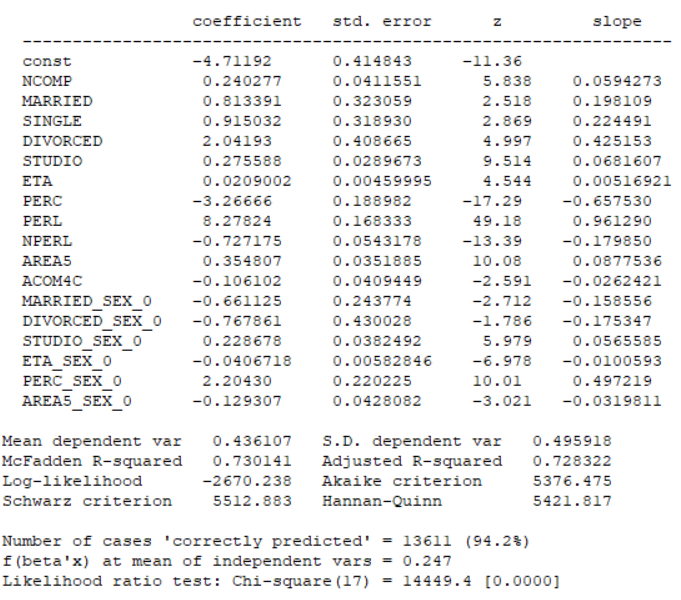 coefficient std. error z slope
-----------------------------------------------------------------------
const -4.71192 0.414843 -11.36
NCOMP 0.240277 0.0411551 5.838 0.0594273
MARRIED 0.813391 0.323059 2.518 0.198109
SINGLE 0.915032 0.318930 2.869 0.224491
DIVORCED 2.04193 0.408665 4.997 0.425153
STUDIO 0.275588 0.0289673 9.514 0.0681607
ETA 0.0209002 0.00459995 4.544 0.00516921
PERC -3.26666 0.188982 -17.29 -0.657530
PERL 8.27824 0.168333 49.18 0.961290
NPERL -0.727175 0.0543178 -13.39 -0.179850
AREA5 0.354807 0.0351885 10.08 0.0877536
ACOM4C -0.106102 0.0409449 -2.591 -0.0262421
MARRIED_SEX_0 -0.661125 0.243774 -2.712 -0.158556
DIVORCED_SEX_0 -0.767861 0.430028 -1.786 -0.175347
STUDIO_SEX_0 0.228678 0.0382492 5.979 0.0565585
ETA_SEX_0 -0.0406718 0.00582846 -6.978 -0.0100593
PERC_SEX_0 2.20430 0.220225 10.01 0.497219
AREA5_SEX_0 -0.129307 0.0428082 -3.021 -0.0319811
Mean dependent var 0.436107 S.D. dependent var 0.495918
McFadden R-squared 0.730141 Adjusted R-squared 0.728322
Log-likelihood -2670.238 Akaike criterion 5376.475
Schwarz criterion 5512.883 Hannan-Quinn 5421.817
Number of cases 'correctly predicted' = 13611 (94.2%)
f(beta'x) at mean of independent vars = 0.247
Likelihood ratio test: Chi-square(17) = 14449.4 [0.0000]